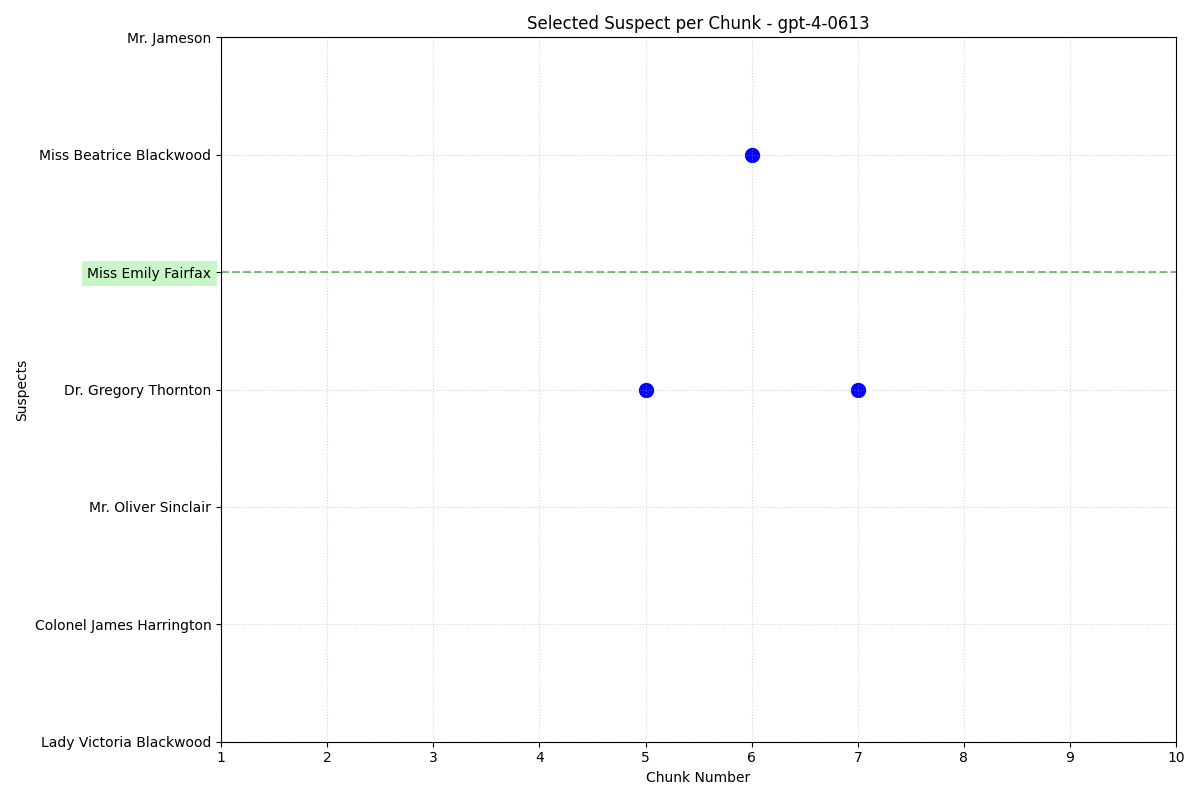 Selected Suspect per Chunk - gpt-4-0613
Mr. Jameson
Miss Beatrice Blackwood
Miss Emily Fairfax
Dr. Gregory Thornton
Mr. Oliver Sinclair
Colonel James Harrington
Lady Victoria Blackwood
Suspects
1 2 3 4 5 6 7 8 9 10
Chunk Number